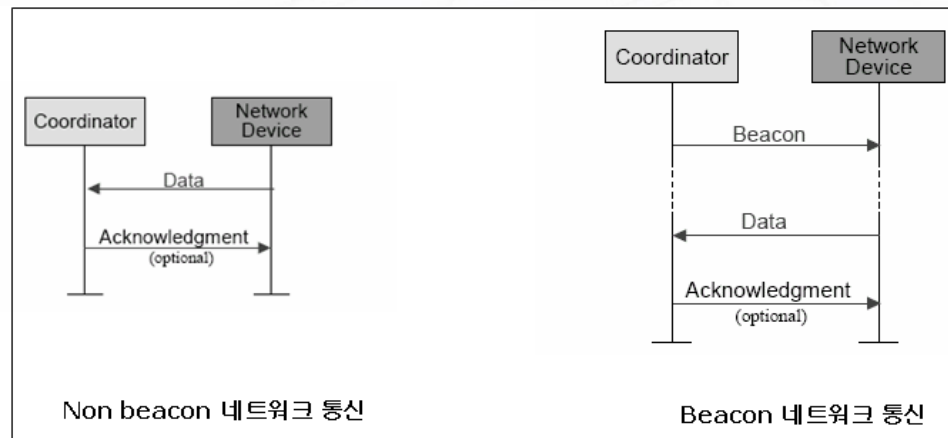 Coordinator
Network
Device
Data
Acknowledgment
(optional)
Non beacon 네트워크 통신
Coordinator
Network
Device
Beacon
Data
Acknowledgment
(optional)
Beacon 네트워크 통신